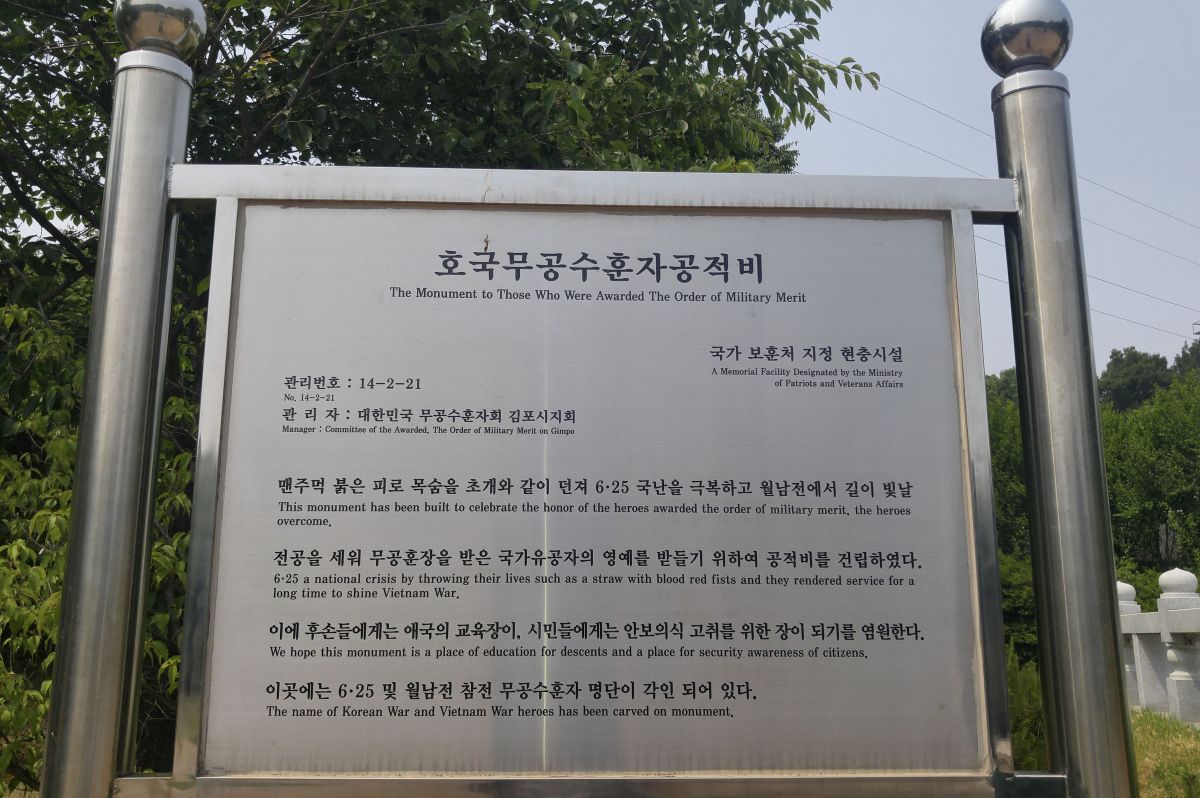 호국무공수훈자공적비
The Monument to Those Who Were Awarded The Order of Military Merit
국가 보훈처 지정 현충시설
A Memorial Facility Designated by the Ministry
of Patriots and Veterans Affairs
관리번호 : 14-2-21
No. 14-2-21
관 리 자 : 대한민국 무공수훈자회 김포시지회
Manager : Committee of the Awarded. The Order of Military Merit on Gimpo
맨주먹 붉은 피로 목숨을 초개와 같이 던져 6·25 국난을 극복하고 월남전에서 길이 빛날
This monument has been built to celebrate the honor of the heroes awarded the order of military merit. the heroes
overcome.
전공을 세워 무공훈장을 받은 국가유공자의 영예를 받들기 위하여 공적비를 건립하였다.
6·25 a national crisis by throwing their lives such as a straw with blood red fists and they rendered service for a
long time to shine Vietnam War.
이에 후손들에게는 애국의 교육장이, 시민들에게는 안보의식 고취를 위한 장이 되기를 염원한다.
We hope this monument is a place of education for descents and a place for security awareness of citizens.
이곳에는 6·25 및 월남전 참전 무공수훈자 명단이 각인 되어 있다.
The name of Korean War and Vietnam War heroes has been carved on monument.